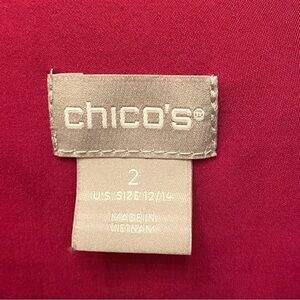 chico's®
2
U.S. SIZE 12/14
MADE IN
VIETNAM